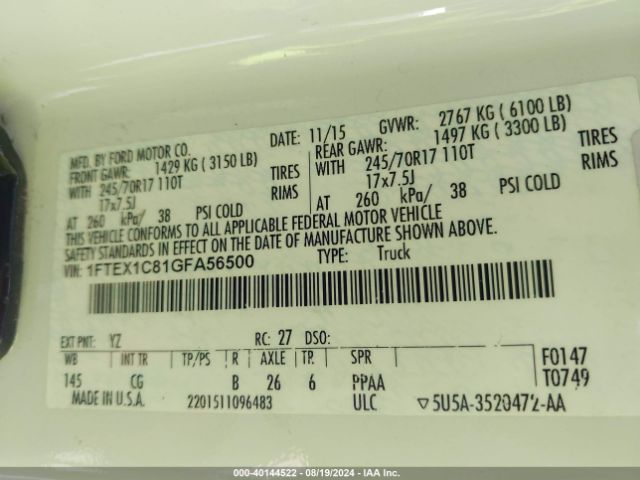 MFD. BY FORD MOTOR CO. DATE: 11/15 GVWR: 2767 KG ( 6100 LB)
FRONT GAWR: 1429 KG ( 3150 LB) REAR GAWR: 1497 KG ( 3300 LB)
WITH 245/70R17 110T TIRES WITH 245/70R17 110T TIRES
17x7.5J RIMS 17x7.5J RIMS
AT 260 kPa/ 38 PSI COLD AT 260 kPa/ 38 PSI COLD
THIS VEHICLE CONFORMS TO ALL APPLICABLE FEDERAL MOTOR VEHICLE
SAFETY STANDARDS IN EFFECT ON THE DATE OF MANUFACTURE SHOWN ABOVE.
VIN: 1FTEX1C81GFA56500 TYPE: Truck
EXT PNT: YZ RC: 27 DSO:
WB INT TR TP/PS R AXLE TR SPR F0147
145 CG B 26 6 PPAA T0749
MADE IN U.S.A. 2201511096483 ULC ▽5U5A-3520472-AA
000-40144522 - 08/19/2024 - IAA Inc.